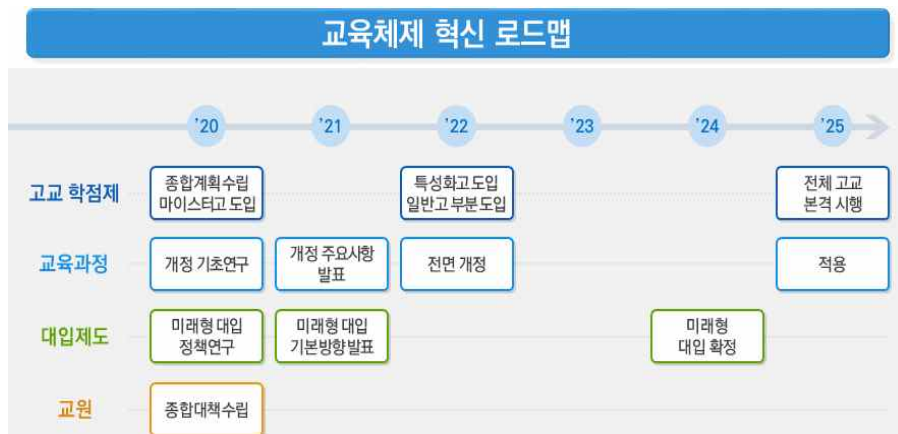 교육체제 혁신 로드맵
'20 '21 '22 '23 '24 '25
고교 학점제
종합계획수립
마이스터고 도입
특성화고 도입
일반고 부분 도입
전체 고교
본격 시행
교육과정
개정 기초연구
개정 주요사항
발표
전면 개정
적용
대입제도
미래형 대입
정책연구
미래형 대입
기본방향 발표
미래형
대입 확정
교원
종합대책수립